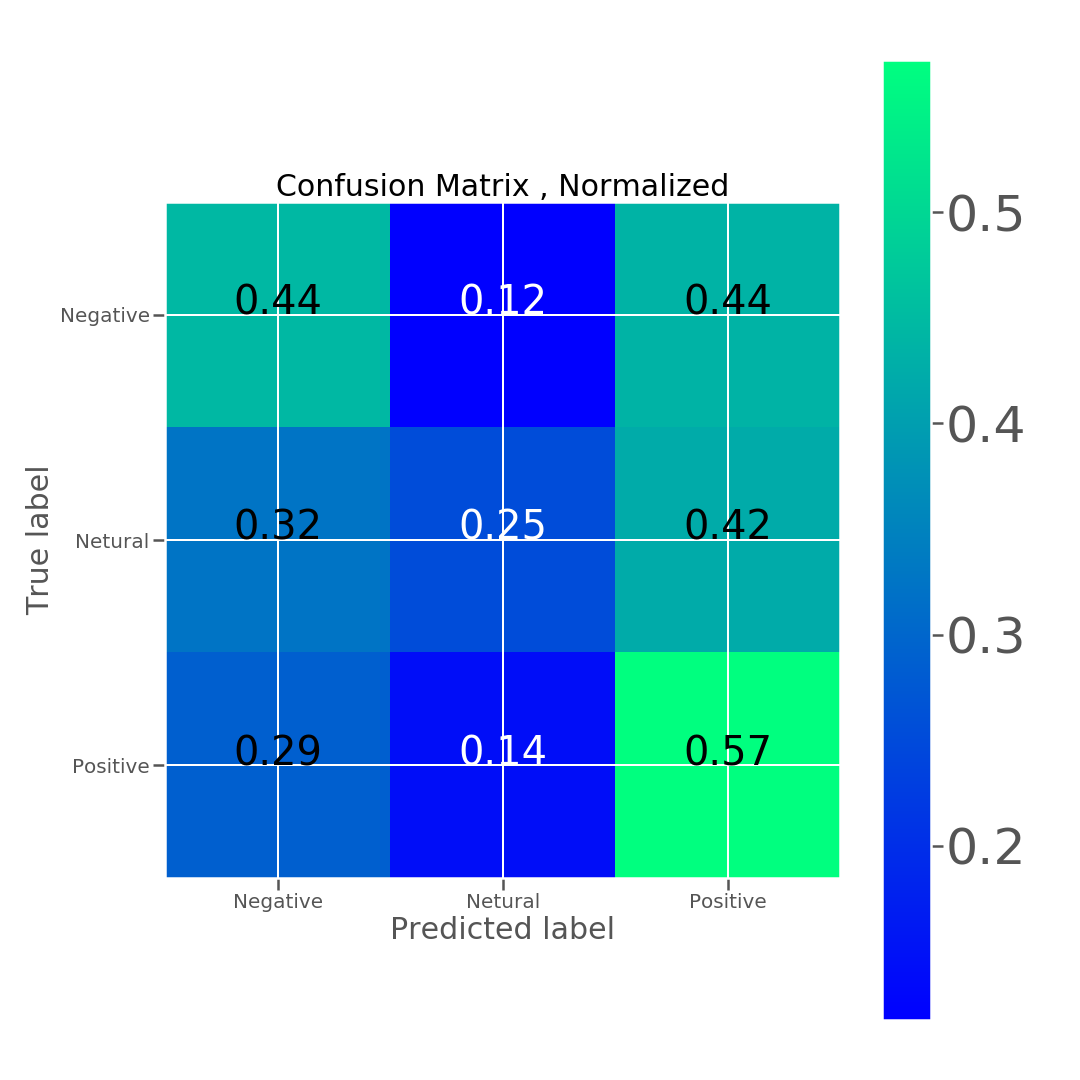 Confusion Matrix , Normalized
0.5
0.4
0.3
0.2
True label
Negative 0.44 0.12 0.44
Netural 0.32 0.25 0.42
Positive 0.29 0.14 0.57
Negative Netural Positive
Predicted label